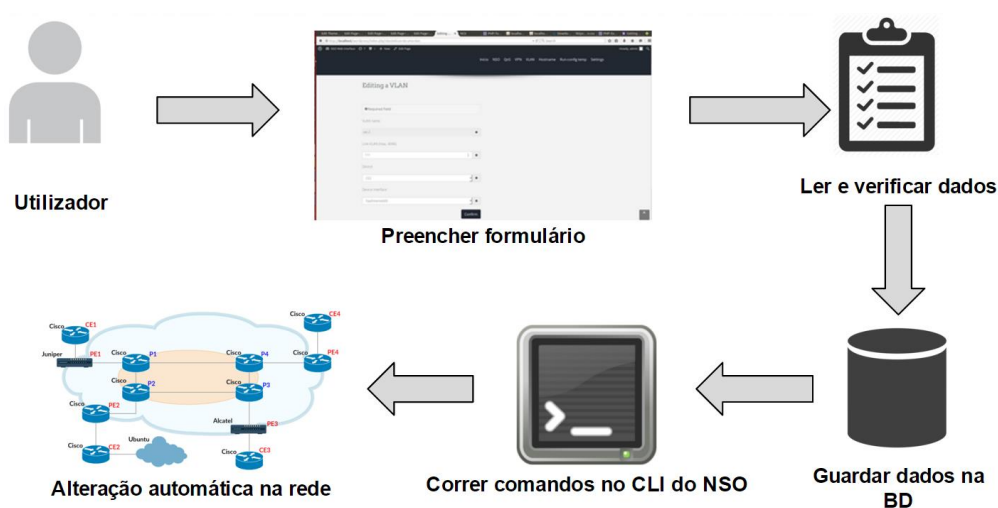 Editing a VLAN
Utilizador
Preencher formulário
Ler e verificar dados
Cisco
CE1
Juniper
PE1
Cisco
P1
Cisco
P2
Cisco
PE2
Cisco
CE2
Ubuntu
Cisco
CE4
Cisco
P4
Cisco
PE4
Cisco
P3
Alcatel
PE3
Cisco
CE3
Alteração automática na rede
Correr comandos no CLI do NSO
Guardar dados na
BD